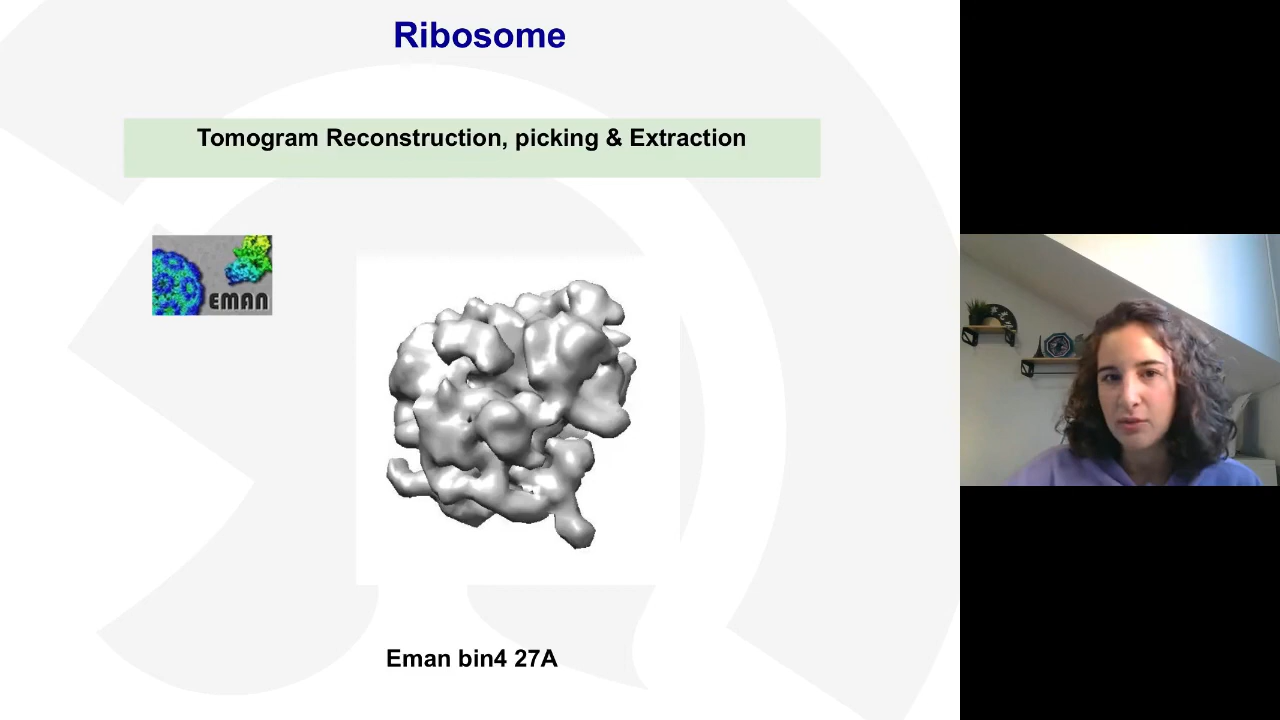 Ribosome
Tomogram Reconstruction, picking & Extraction
EMAN
Eman bin4 27A